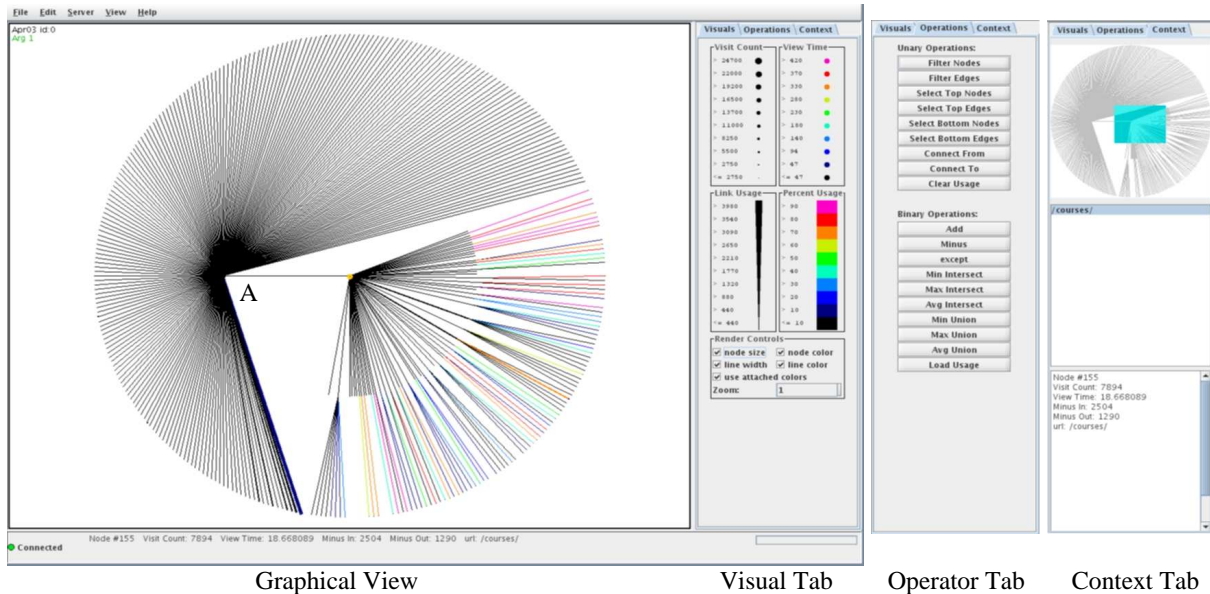 File Edit Server View Help
Apr03 id:0
Arg 1
A
Node #155 Visit Count: 7894 View Time: 18.668089 Minus In: 2504 Minus Out: 1290 url: /courses/
Connected
Visuals Operations Context
Visit Count
> 24700
> 22000
> 19200
> 16500
> 13700
> 11000
> 8250
> 5500
> 2750
<= 2750
View Time
> 420
> 370
> 330
> 280
> 230
> 180
> 140
> 94
> 47
<= 47
Link Usage
> 3980
> 3540
> 3090
> 2650
> 2210
> 1770
> 1320
> 880
> 440
<= 440
Percent Usage
> 90
> 80
> 70
> 60
> 50
> 40
> 30
> 20
> 10
<= 10
Render Controls
node size node color
line width line color
use attached colors
Zoom: 1
Visuals Operations Context
Unary Operations:
Filter Nodes
Filter Edges
Select Top Nodes
Select Top Edges
Select Bottom Nodes
Select Bottom Edges
Connect From
Connect To
Clear Usage
Binary Operations:
Add
Minus
except
Min Intersect
Max Intersect
Avg Intersect
Min Union
Max Union
Avg Union
Load Usage
Visuals Operations Context
/courses/
Node #155
Visit Count: 7894
View Time: 18.668089
Minus In: 2504
Minus Out: 1290
url: /courses/
Graphical View Visual Tab Operator Tab Context Tab